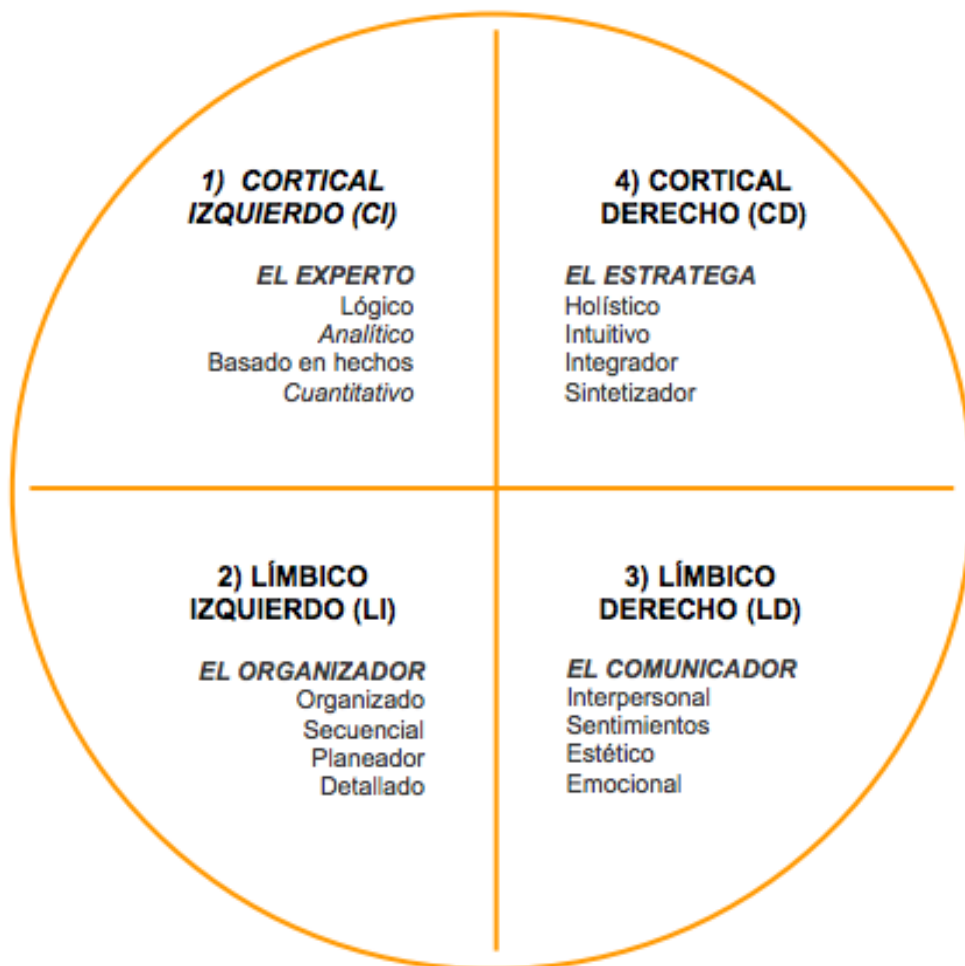 1) CORTICAL
IZQUIERDO (CI)
EL EXPERTO
Lógico
Analítico
Basado en hechos
Cuantitativo
4) CORTICAL
DERECHO (CD)
EL ESTRATEGA
Holístico
Intuitivo
Integrador
Sintetizador
2) LÍMBICO
IZQUIERDO (LI)
EL ORGANIZADOR
Organizado
Secuencial
Planeador
Detallado
3) LÍMBICO
DERECHO (LD)
EL COMUNICADOR
Interpersonal
Sentimientos
Estético
Emocional